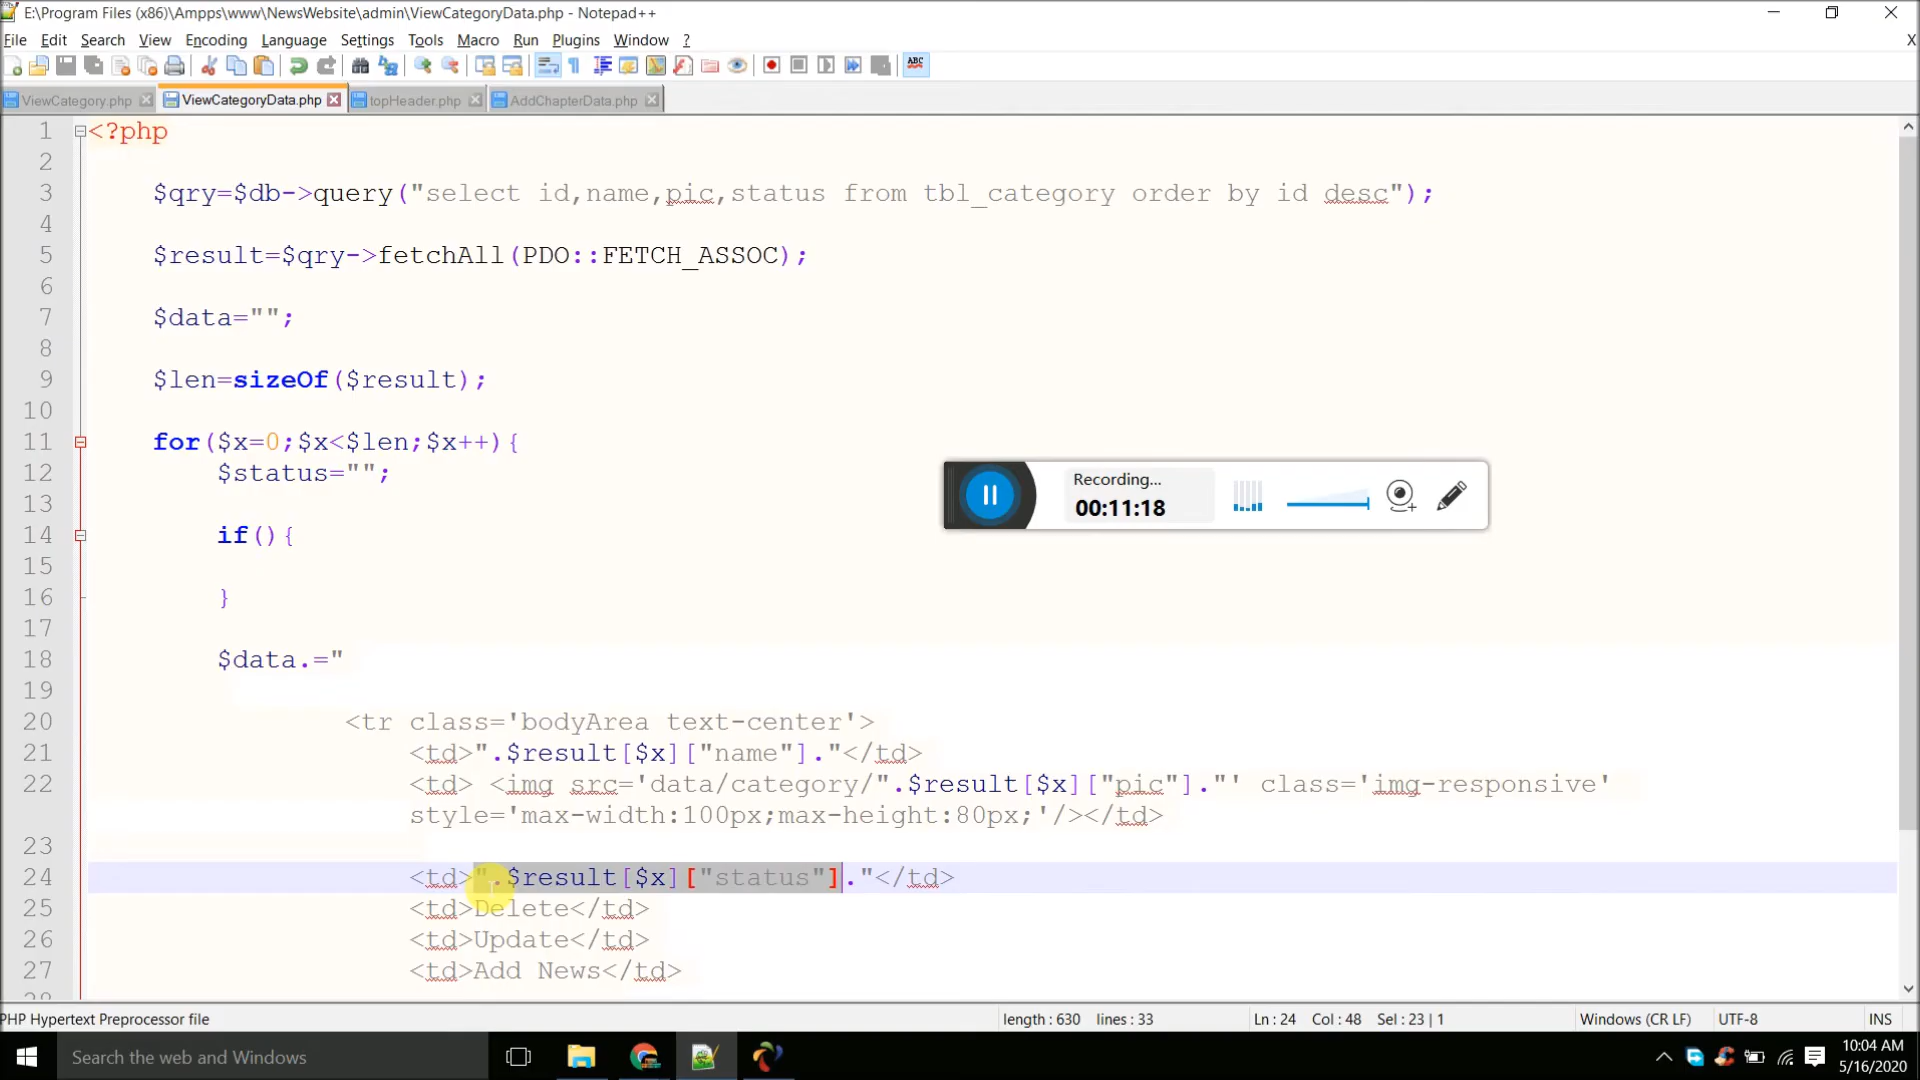 E:\Program Files (x86)\Ampps\www\NewsWebsite\admin\ViewCategoryData.php - Notepad++
File Edit Search View Encoding Language Settings Tools Macro Run Plugins Window ? X
ABC
ViewCategory.php ViewCategoryData.php topHeader.php AddChapterData.php
1 <?php
2
3 $qry=$db->query("select id,name,pic,status from tbl_category order by id desc");
4
5 $result=$qry->fetchAll(PDO::FETCH_ASSOC);
6
7 $data="";
8
9 $len=sizeOf($result);
10
11 for($x=0;$x<$len;$x++){
12 $status="";
13
14 if(){
15
16 }
17
18 $data.="
19
20 <tr class='bodyArea text-center'>
21 <td>".$result[$x]["name"]."</td>
22 <td> <img src='data/category/".$result[$x]["pic"]."' class='img-responsive'
style='max-width:100px;max-height:80px;'/></td>
23
24 <td>".$result[$x]["status"]."</td>
25 <td>Delete</td>
26 <td>Update</td>
27 <td>Add News</td>
Recording...
00:11:18
PHP Hypertext Preprocessor file length : 630 lines : 33 Ln : 24 Col : 48 Sel : 23 | 1 Windows (CR LF) UTF-8 INS
Search the web and Windows
10:04 AM
5/16/2020